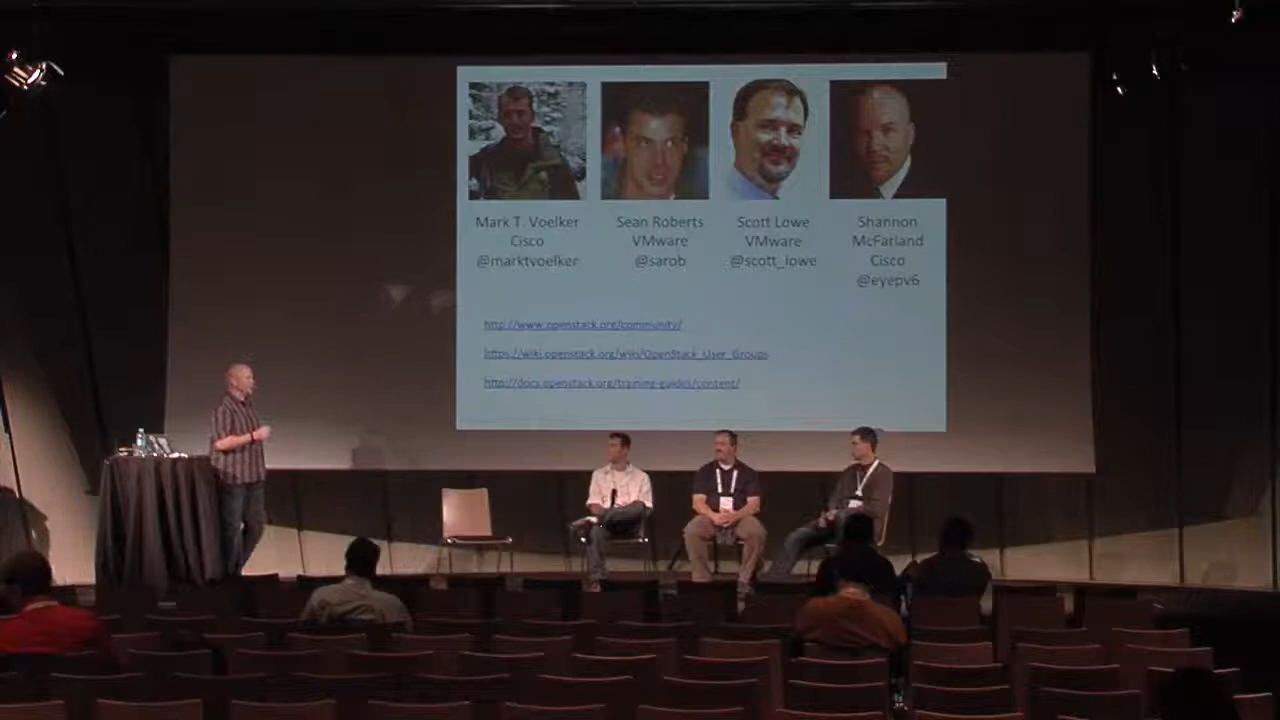 Mark T. Voelker
Cisco
@marktvoelker
Sean Roberts
VMware
@sarob
Scott Lowe
VMware
@scott_lowe
Shannon
McFarland
Cisco
@eyepv6
http://www.openstack.org/community/
https://wiki.openstack.org/wiki/OpenStack_User_Groups
http://docs.openstack.org/training-guides/content/